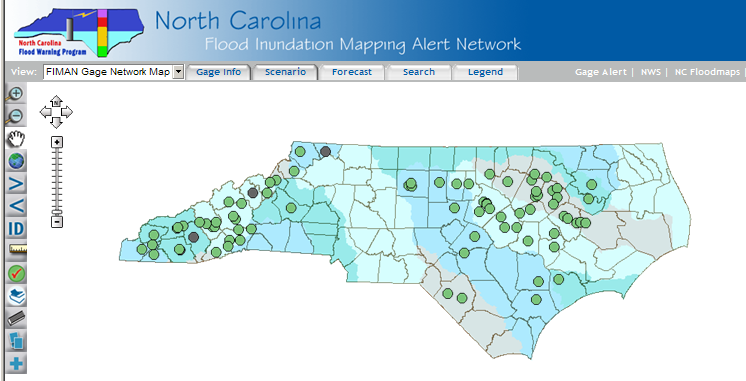 North Carolina
Flood Inundation Mapping Alert Network
North Carolina
Flood Warning Program
View: FIMAN Gage Network Map Gage Info Scenario Forecast Search Legend Gage Alert | NWS | NC Floodmaps |
N
+
ID
-